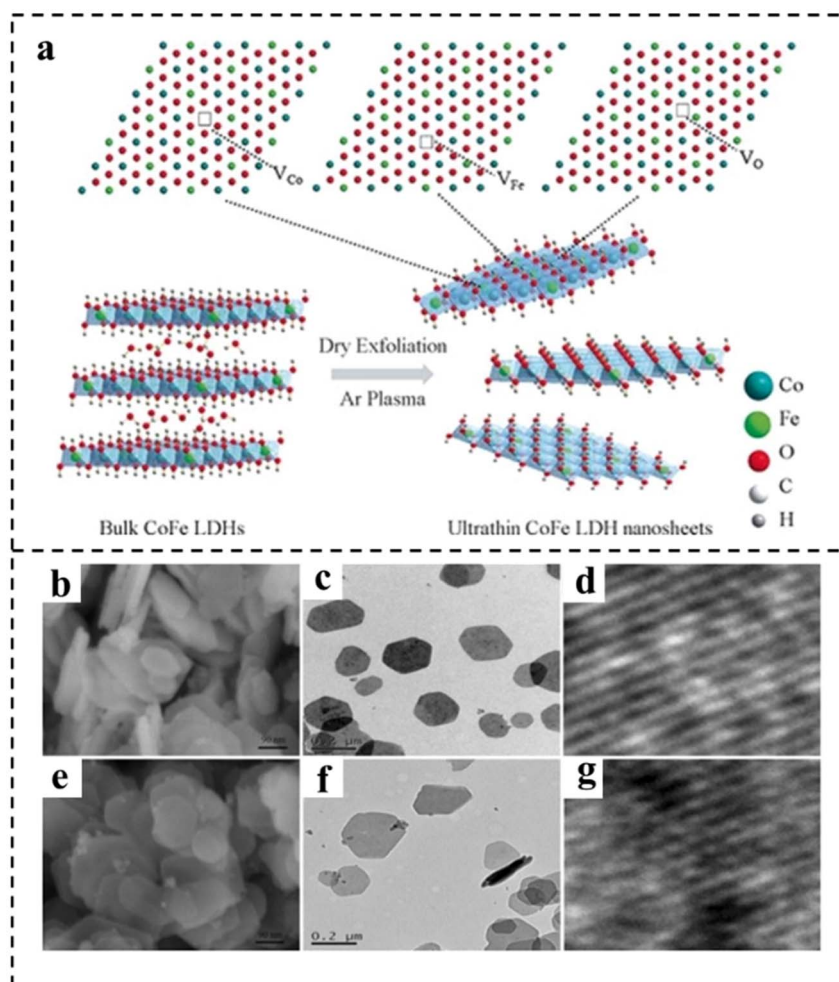 a
V_Co
V_Fe
V_O
Dry Exfoliation
Ar Plasma
Co
Fe
O
C
H
Bulk CoFe LDHs
Ultrathin CoFe LDH nanosheets
b
c
d
e
f
g
0.2 μm